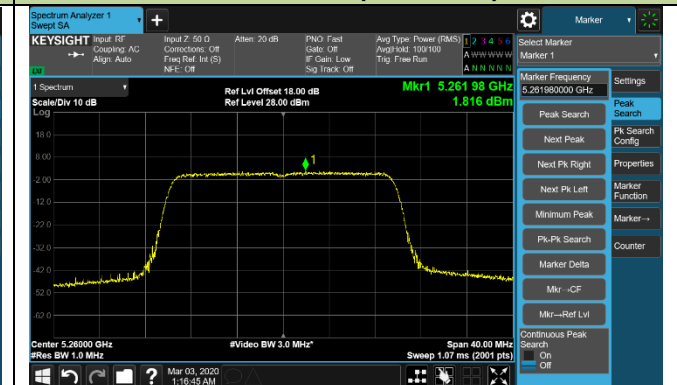 Spectrum Analyzer 1
Swept SA
+
Marker
KEYSIGHT
Input: RF
Coupling: AC
Align: Auto
Input Z: 50 Ω
Corrections: Off
Freq Ref: Int (S)
NFE: Off
Atten: 20 dB
PNO: Fast
Gate: Off
IF Gain: Low
Sig Track: Off
Avg Type: Power (RMS)
Avg|Hold: 100/100
Trig: Free Run
1 2 3 4 5 6
A W W W W W
A N N N N N
LXI
Select Marker
Marker 1
1 Spectrum
Scale/Div 10 dB
Log
Ref Lvl Offset 18.00 dB
Ref Level 28.00 dBm
Mkr1 5.261 98 GHz
1.816 dBm
18.0
8.00
-2.00
-12.0
-22.0
-32.0
-42.0
-52.0
-62.0
1
Center 5.26000 GHz
#Res BW 1.0 MHz
#Video BW 3.0 MHz*
Span 40.00 MHz
Sweep 1.07 ms (2001 pts)
Marker Frequency
5.261980000 GHz
Peak Search
Next Peak
Next Pk Right
Next Pk Left
Minimum Peak
Pk-Pk Search
Marker Delta
Mkr→CF
Mkr→Ref Lvl
Continuous Peak
Search
On
Off
Settings
Peak
Search
Pk Search
Config
Properties
Marker
Function
Marker→
Counter
?
Mar 03, 2020
1:16:45 AM